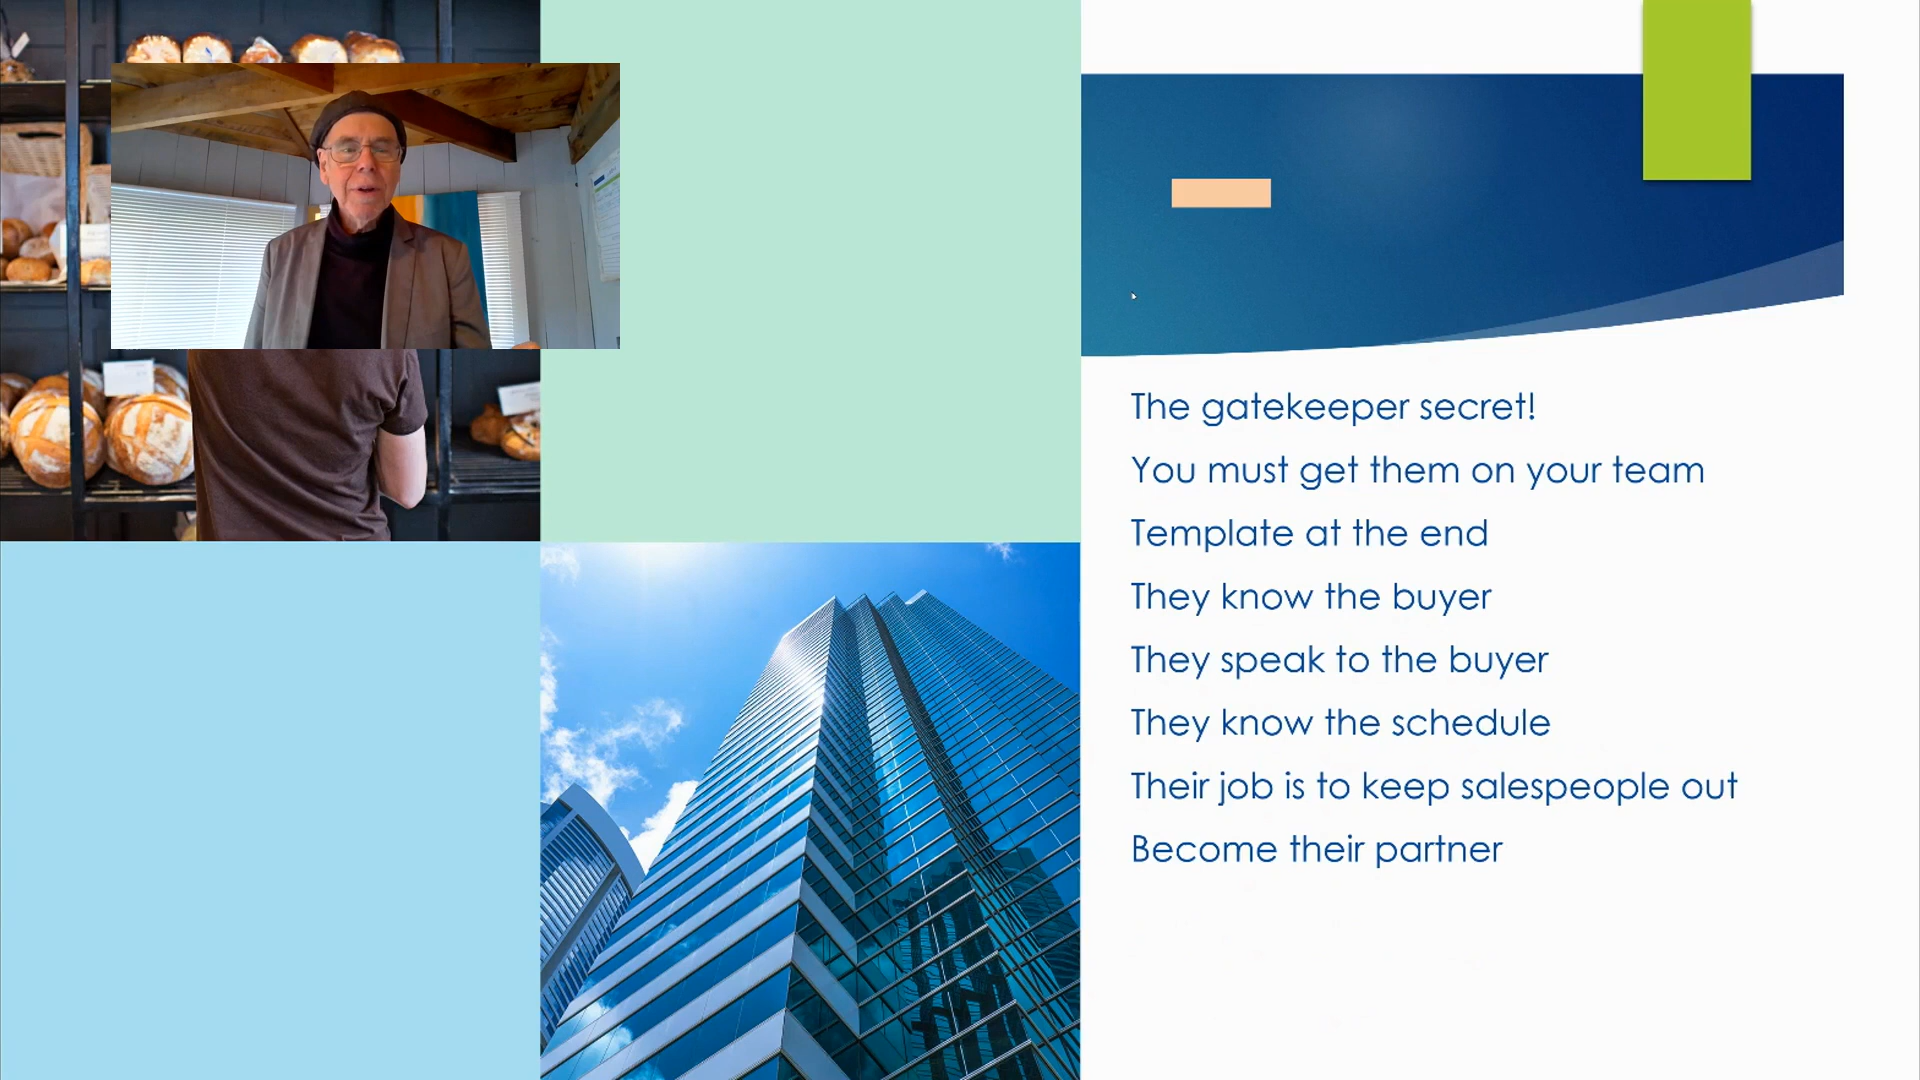 The gatekeeper secret!
You must get them on your team
Template at the end
They know the buyer
They speak to the buyer
They know the schedule
Their job is to keep salespeople out
Become their partner